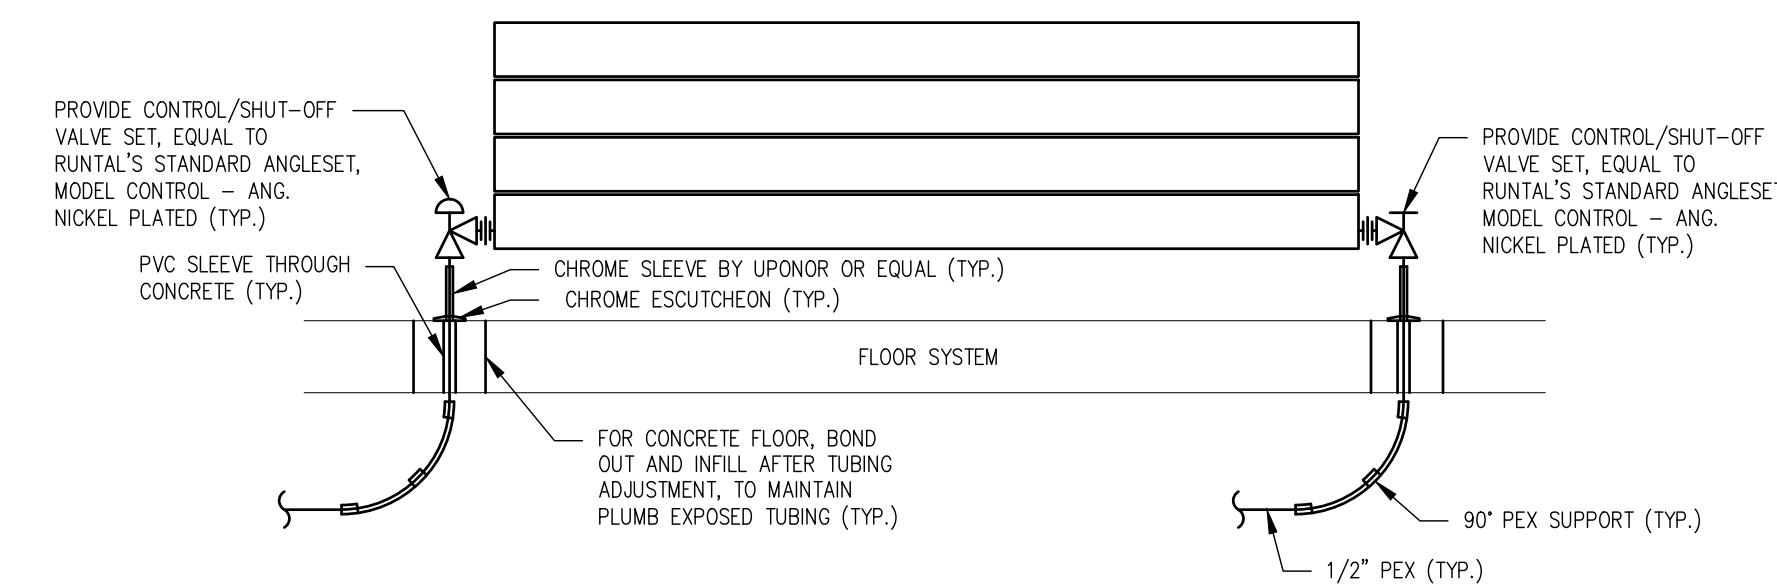 PROVIDE CONTROL/SHUT-OFF
VALVE SET, EQUAL TO
RUNTAL'S STANDARD ANGLESET,
MODEL CONTROL - ANG.
NICKEL PLATED (TYP.)
PROVIDE CONTROL/SHUT-OFF
VALVE SET, EQUAL TO
RUNTAL'S STANDARD ANGLESET
MODEL CONTROL - ANG.
NICKEL PLATED (TYP.)
PVC SLEEVE THROUGH
CONCRETE (TYP.)
CHROME SLEEVE BY UPONOR OR EQUAL (TYP.)
CHROME ESCUTCHEON (TYP.)
FLOOR SYSTEM
FOR CONCRETE FLOOR, BOND
OUT AND INFILL AFTER TUBING
ADJUSTMENT, TO MAINTAIN
PLUMB EXPOSED TUBING (TYP.)
90° PEX SUPPORT (TYP.)
1/2" PEX (TYP.)